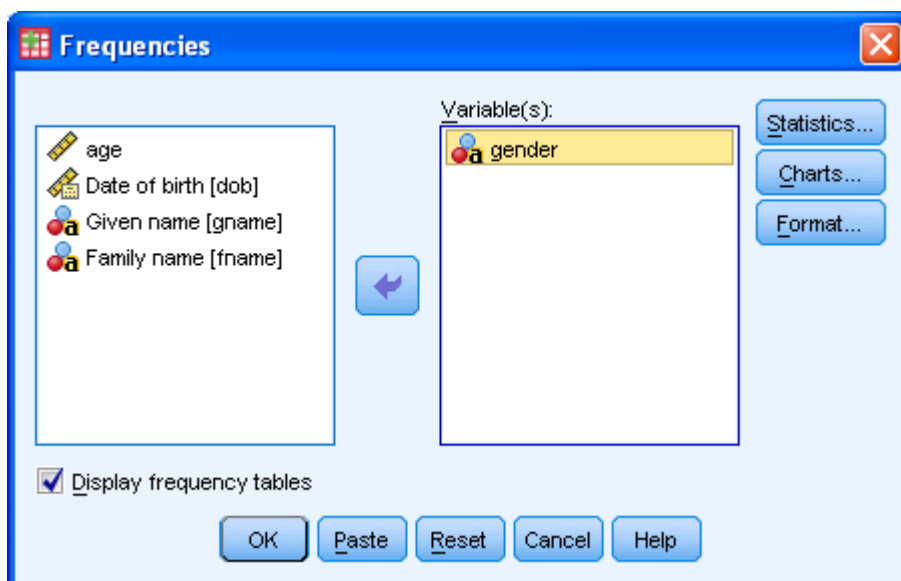 Frequencies
age
Date of birth [dob]
Given name [gname]
Family name [fname]
Variable(s):
gender
Statistics...
Charts...
Format...
Display frequency tables
OK
Paste
Reset
Cancel
Help